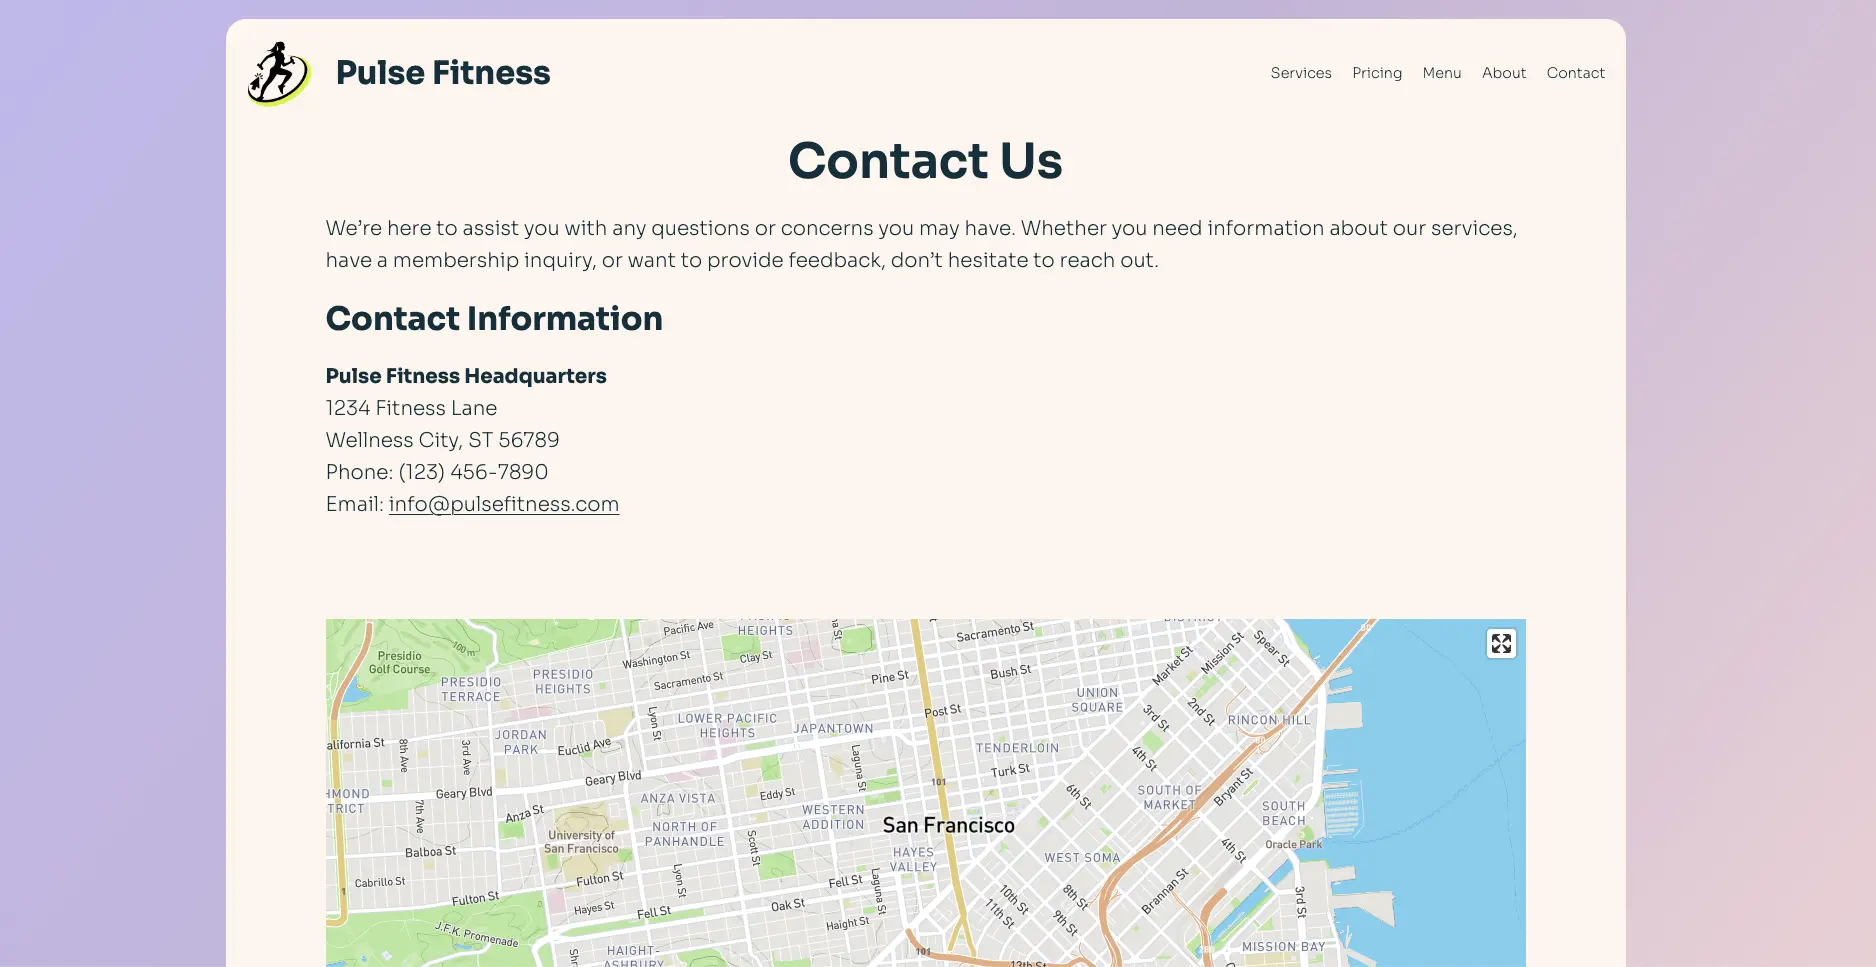 Pulse Fitness
Services Pricing Menu About Contact
Contact Us
We’re here to assist you with any questions or concerns you may have. Whether you need information about our services,
have a membership inquiry, or want to provide feedback, don’t hesitate to reach out.
Contact Information
Pulse Fitness Headquarters
1234 Fitness Lane
Wellness City, ST 56789
Phone: (123) 456-7890
Email: info@pulsefitness.com
Pacific Ave
HEIGHTS
Sacramento St
Presidio
Golf Course
100 m
Washington St
Clay St
Market St
Mission St
Spear St
PRESIDIO
TERRACE
PRESIDIO
HEIGHTS
Sacramento St
Pine St
Bush St
UNION
SQUARE
Lyon St
LOWER PACIFIC
HEIGHTS
JAPANTOWN
Post St
3rd St
2nd St
RINCON HILL
JORDAN
PARK
Euclid Ave
8th Ave
3rd Ave
Laguna St
TENDERLOIN
4th St
Geary Blvd
Turk St
101
Geary Blvd
ANZA VISTA
Eddy St
6th St
SOUTH OF
MARKET
Bryant St
7th Ave
Anza St
WESTERN
ADDITION
SOUTH
BEACH
University of
San Francisco
NORTH OF
PANHANDLE
San Francisco
Oracle Park
Balboa St
Scott St
HAYES
VALLEY
WEST SOMA
4th St
Cabrillo St
Fulton St
Lyon St
Fell St
Laguna St
10th St
8th St
Brannan St
1
Fulton St
Hayes St
Fell St
Oak St
Haight St
11th St
9th St
3rd St
J.F.K. Promenade
HAIGHT-
ASHBURY
101
13th St
MISSION BAY